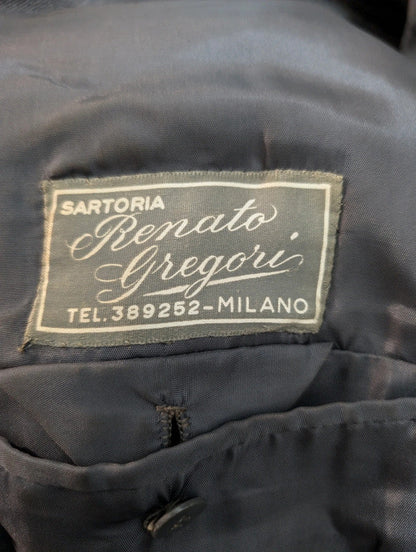 SARTORIA
Renato
Gregori
TEL. 389252-MILANO